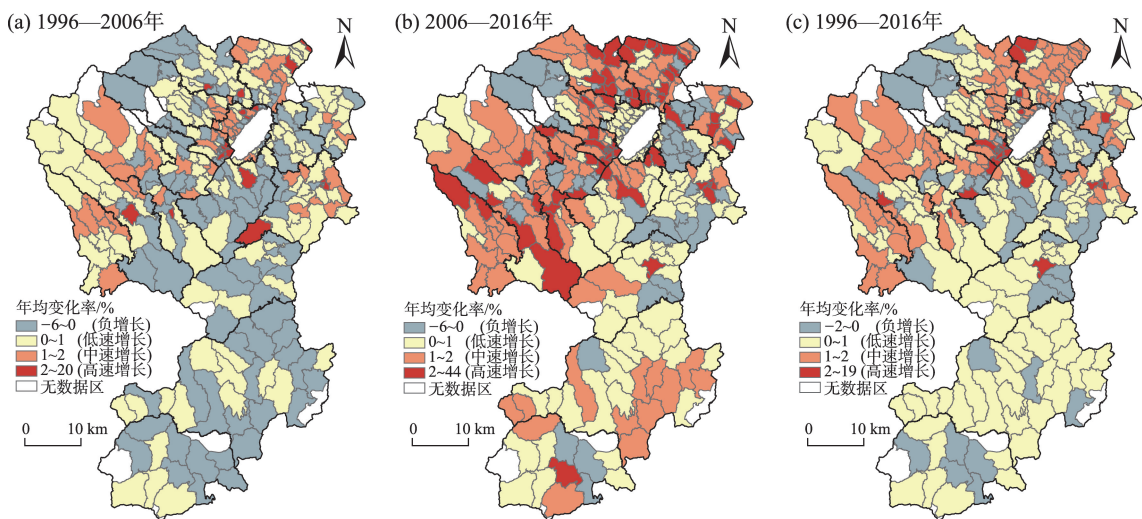 (a) 1996—2006年
N
年均变化率/%
−6~0 (负增长)
0~1 (低速增长)
1~2 (中速增长)
2~20 (高速增长)
无数据区
0 10 km
(b) 2006—2016年
N
年均变化率/%
−6~0 (负增长)
0~1 (低速增长)
1~2 (中速增长)
2~44 (高速增长)
无数据区
0 10 km
(c) 1996—2016年
N
年均变化率/%
−2~0 (负增长)
0~1 (低速增长)
1~2 (中速增长)
2~19 (高速增长)
无数据区
0 10 km